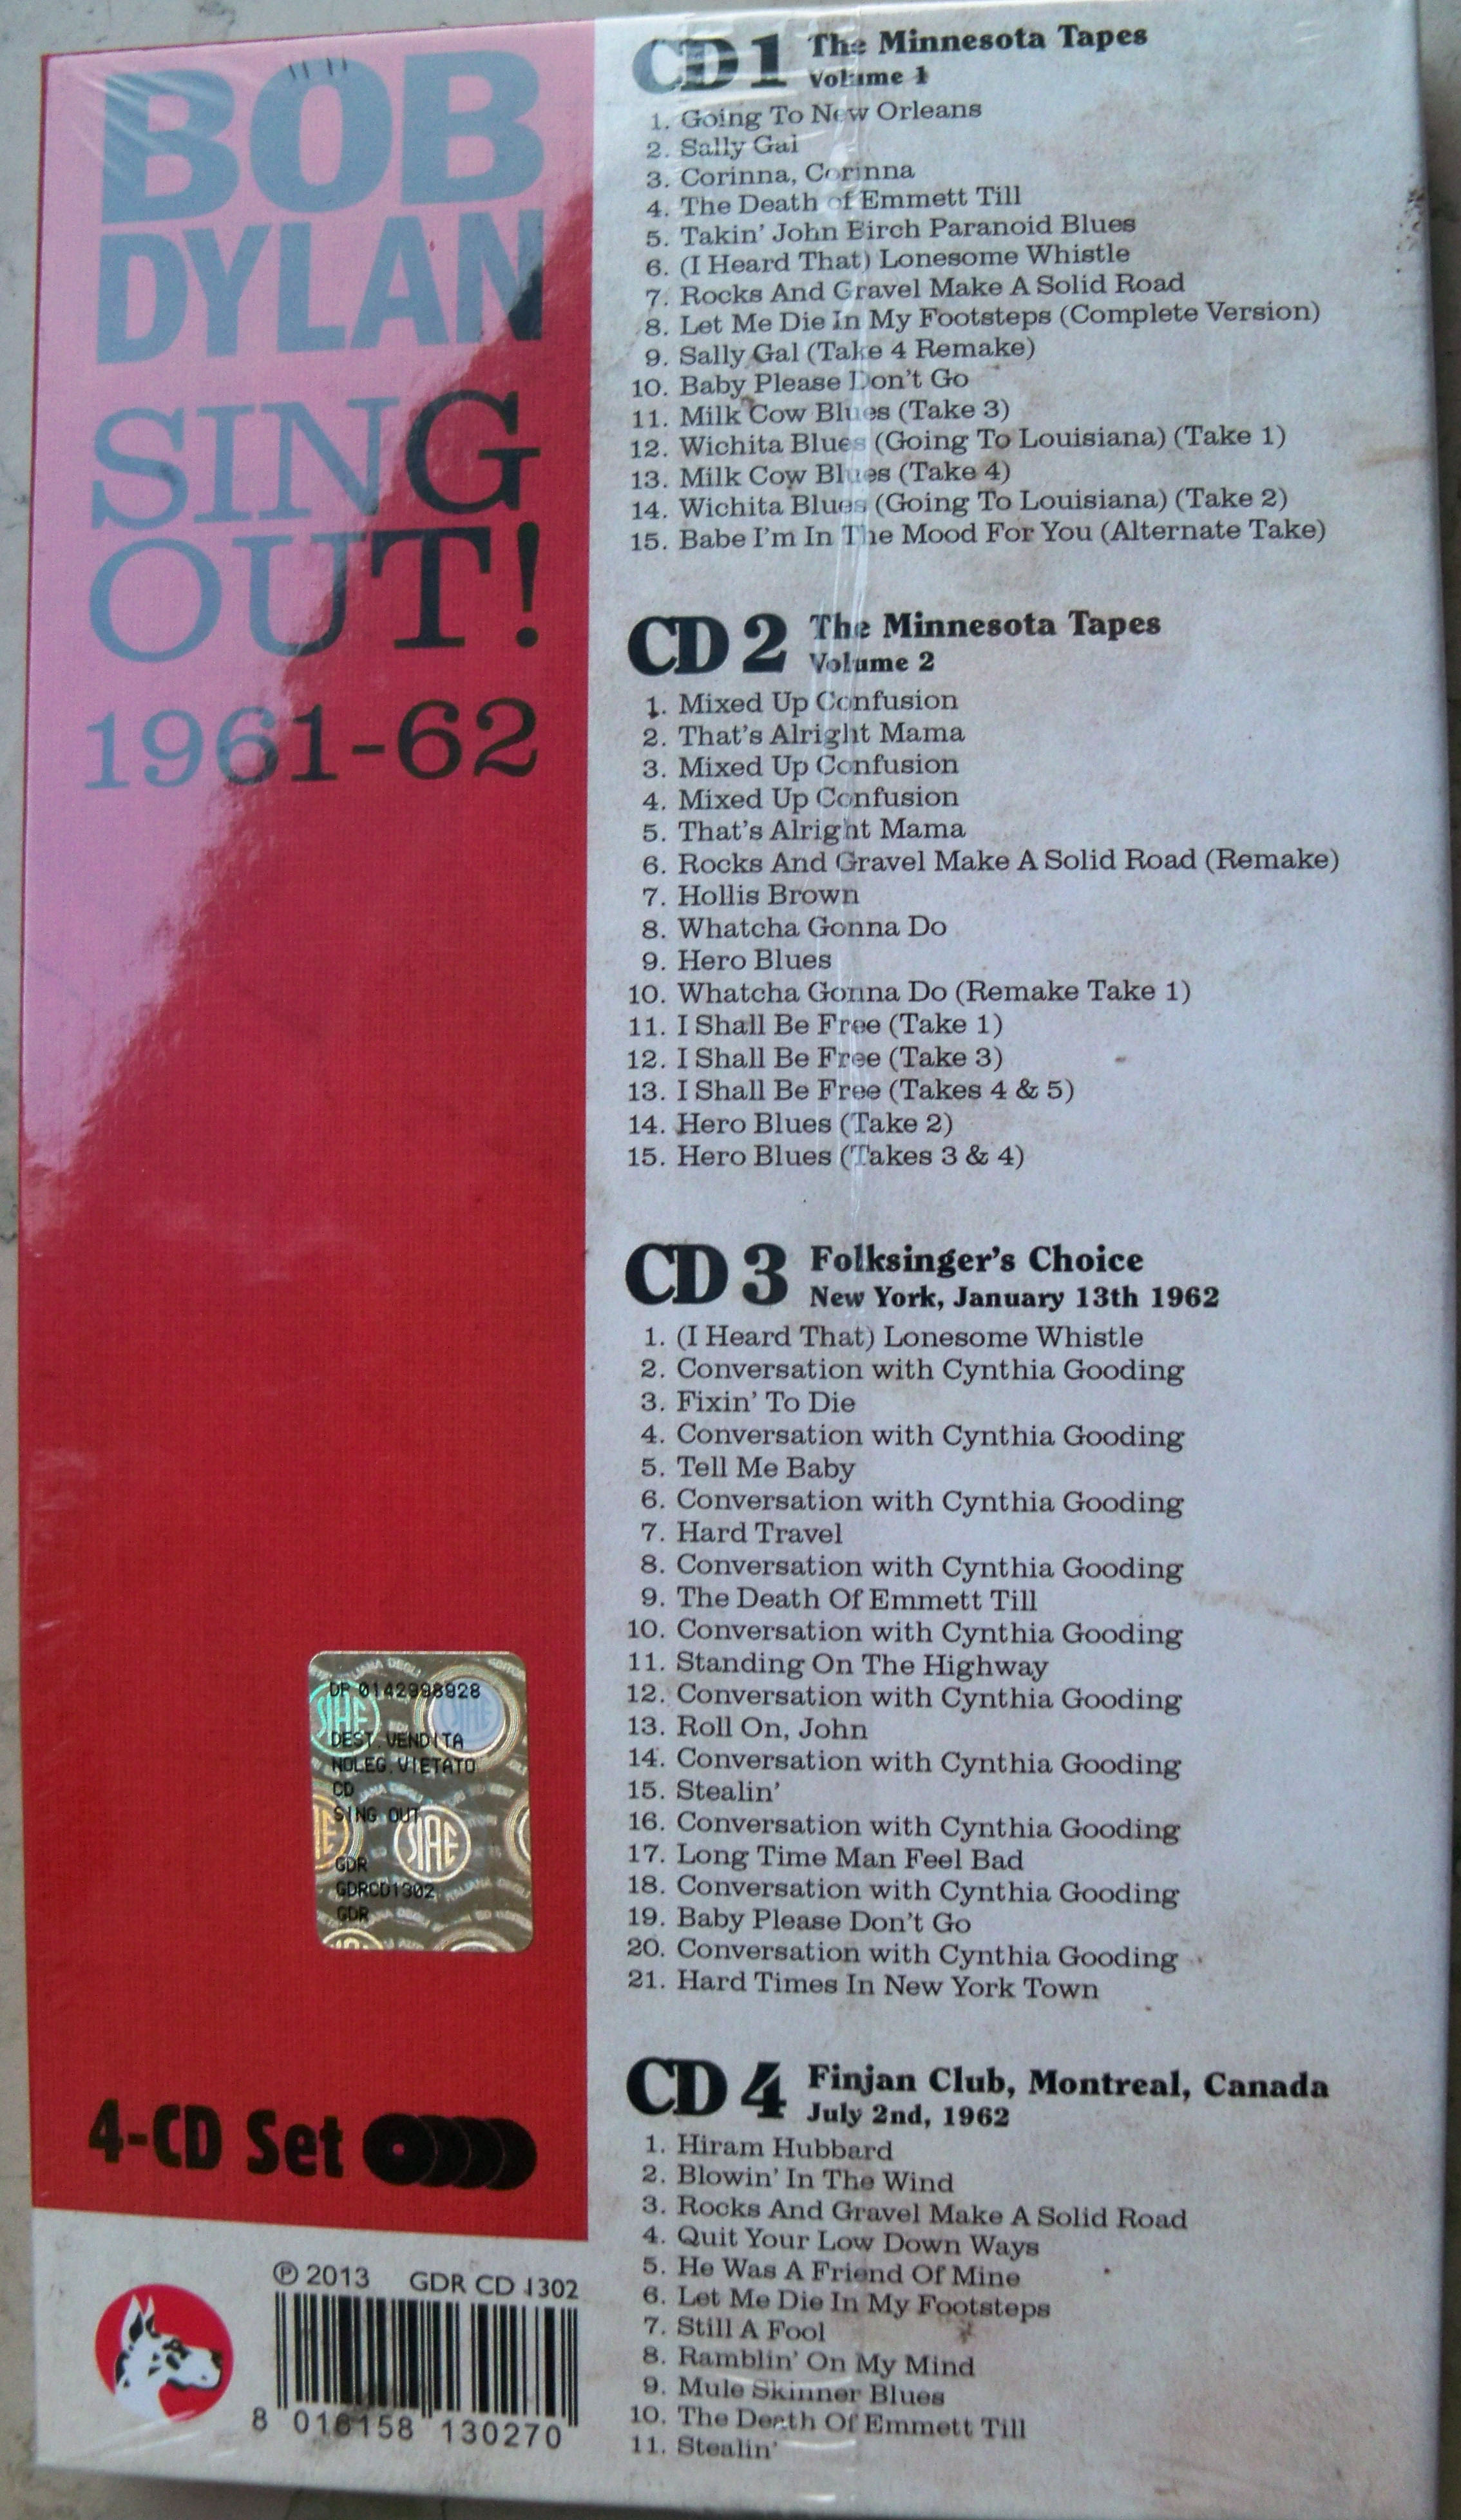 BOB
DYLAN
SING
OUT!
1961-62
DP 0142998928
DEST.VENDITA
NOLEG.VIETATO
CD
SING OUT
GDR
GDRCD1302
GDR
SIAE
4-CD Set
℗ 2013 GDR CD 1302
8 016158 130270
CD 1 The Minnesota Tapes
Volume 1
1. Going To New Orleans
2. Sally Gal
3. Corinna, Corinna
4. The Death of Emmett Till
5. Takin' John Birch Paranoid Blues
6. (I Heard That) Lonesome Whistle
7. Rocks And Gravel Make A Solid Road
8. Let Me Die In My Footsteps (Complete Version)
9. Sally Gal (Take 4 Remake)
10. Baby Please Don't Go
11. Milk Cow Blues (Take 3)
12. Wichita Blues (Going To Louisiana) (Take 1)
13. Milk Cow Blues (Take 4)
14. Wichita Blues (Going To Louisiana) (Take 2)
15. Babe I'm In The Mood For You (Alternate Take)
CD 2 The Minnesota Tapes
Volume 2
1. Mixed Up Confusion
2. That's Alright Mama
3. Mixed Up Confusion
4. Mixed Up Confusion
5. That's Alright Mama
6. Rocks And Gravel Make A Solid Road (Remake)
7. Hollis Brown
8. Whatcha Gonna Do
9. Hero Blues
10. Whatcha Gonna Do (Remake Take 1)
11. I Shall Be Free (Take 1)
12. I Shall Be Free (Take 3)
13. I Shall Be Free (Takes 4 & 5)
14. Hero Blues (Take 2)
15. Hero Blues (Takes 3 & 4)
CD 3 Folksinger's Choice
New York, January 13th 1962
1. (I Heard That) Lonesome Whistle
2. Conversation with Cynthia Gooding
3. Fixin' To Die
4. Conversation with Cynthia Gooding
5. Tell Me Baby
6. Conversation with Cynthia Gooding
7. Hard Travel
8. Conversation with Cynthia Gooding
9. The Death Of Emmett Till
10. Conversation with Cynthia Gooding
11. Standing On The Highway
12. Conversation with Cynthia Gooding
13. Roll On, John
14. Conversation with Cynthia Gooding
15. Stealin'
16. Conversation with Cynthia Gooding
17. Long Time Man Feel Bad
18. Conversation with Cynthia Gooding
19. Baby Please Don't Go
20. Conversation with Cynthia Gooding
21. Hard Times In New York Town
CD 4 Finjan Club, Montreal, Canada
July 2nd, 1962
1. Hiram Hubbard
2. Blowin' In The Wind
3. Rocks And Gravel Make A Solid Road
4. Quit Your Low Down Ways
5. He Was A Friend Of Mine
6. Let Me Die In My Footsteps
7. Still A Fool
8. Ramblin' On My Mind
9. Mule Skinner Blues
10. The Death Of Emmett Till
11. Stealin'